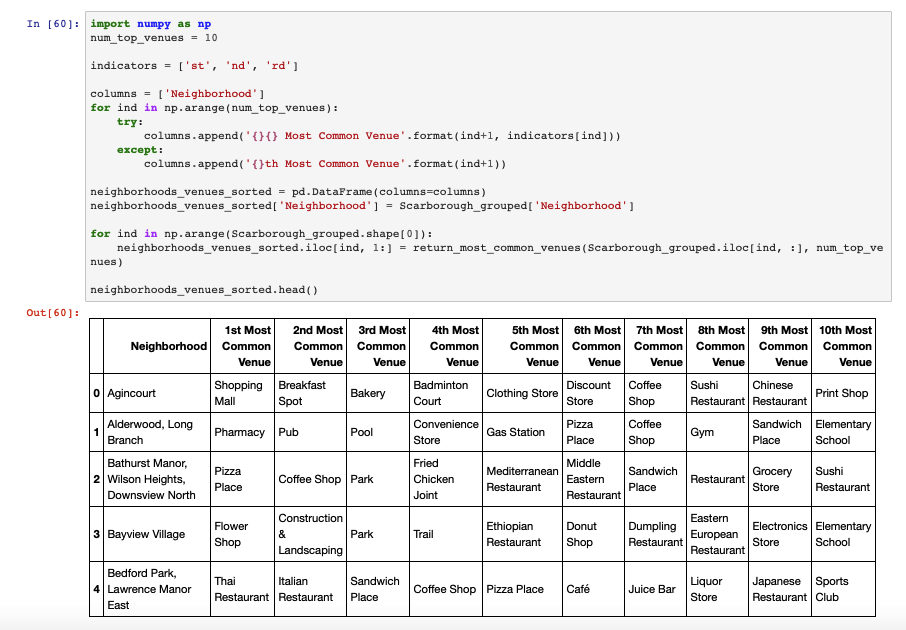 In [60]:
import numpy as np
num_top_venues = 10
indicators = ['st', 'nd', 'rd']
columns = ['Neighborhood']
for ind in np.arange(num_top_venues):
    try:
        columns.append('{}{} Most Common Venue'.format(ind+1, indicators[ind]))
    except:
        columns.append('{}th Most Common Venue'.format(ind+1))
neighborhoods_venues_sorted = pd.DataFrame(columns=columns)
neighborhoods_venues_sorted['Neighborhood'] = Scarborough_grouped['Neighborhood']
for ind in np.arange(Scarborough_grouped.shape[0]):
    neighborhoods_venues_sorted.iloc[ind, 1:] = return_most_common_venues(Scarborough_grouped.iloc[ind, :], num_top_ve
nues)
neighborhoods_venues_sorted.head()
Out[60]:
Neighborhood 1st Most Common Venue 2nd Most Common Venue 3rd Most Common Venue 4th Most Common Venue 5th Most Common Venue 6th Most Common Venue 7th Most Common Venue 8th Most Common Venue 9th Most Common Venue 10th Most Common Venue
0 Agincourt Shopping Mall Breakfast Spot Bakery Badminton Court Clothing Store Discount Store Coffee Shop Sushi Restaurant Chinese Restaurant Print Shop
1 Alderwood, Long Branch Pharmacy Pub Pool Convenience Store Gas Station Pizza Place Coffee Shop Gym Sandwich Place Elementary School
2 Bathurst Manor, Wilson Heights, Downsview North Pizza Place Coffee Shop Park Fried Chicken Joint Mediterranean Restaurant Middle Eastern Restaurant Sandwich Place Restaurant Grocery Store Sushi Restaurant
3 Bayview Village Flower Shop Construction & Landscaping Park Trail Ethiopian Restaurant Donut Shop Dumpling Restaurant Eastern European Restaurant Electronics Store Elementary School
4 Bedford Park, Lawrence Manor East Thai Restaurant Italian Restaurant Sandwich Place Coffee Shop Pizza Place Café Juice Bar Liquor Store Japanese Restaurant Sports Club